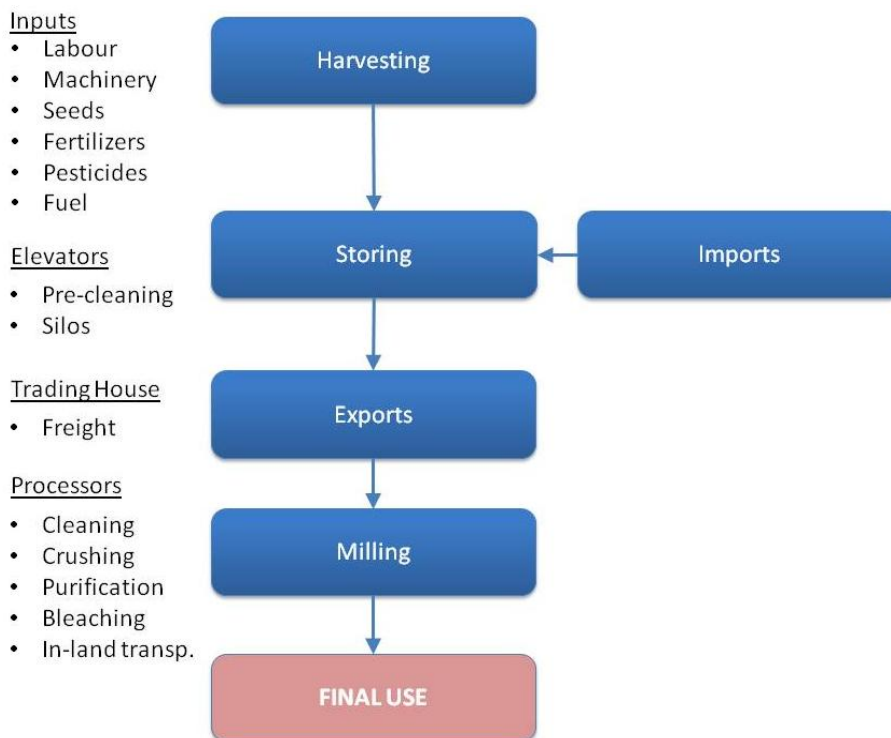 Inputs
• Labour
• Machinery
• Seeds
• Fertilizers
• Pesticides
• Fuel
Elevators
• Pre-cleaning
• Silos
Trading House
• Freight
Processors
• Cleaning
• Crushing
• Purification
• Bleaching
• In-land transp.
Harvesting
Storing
Imports
Exports
Milling
FINAL USE